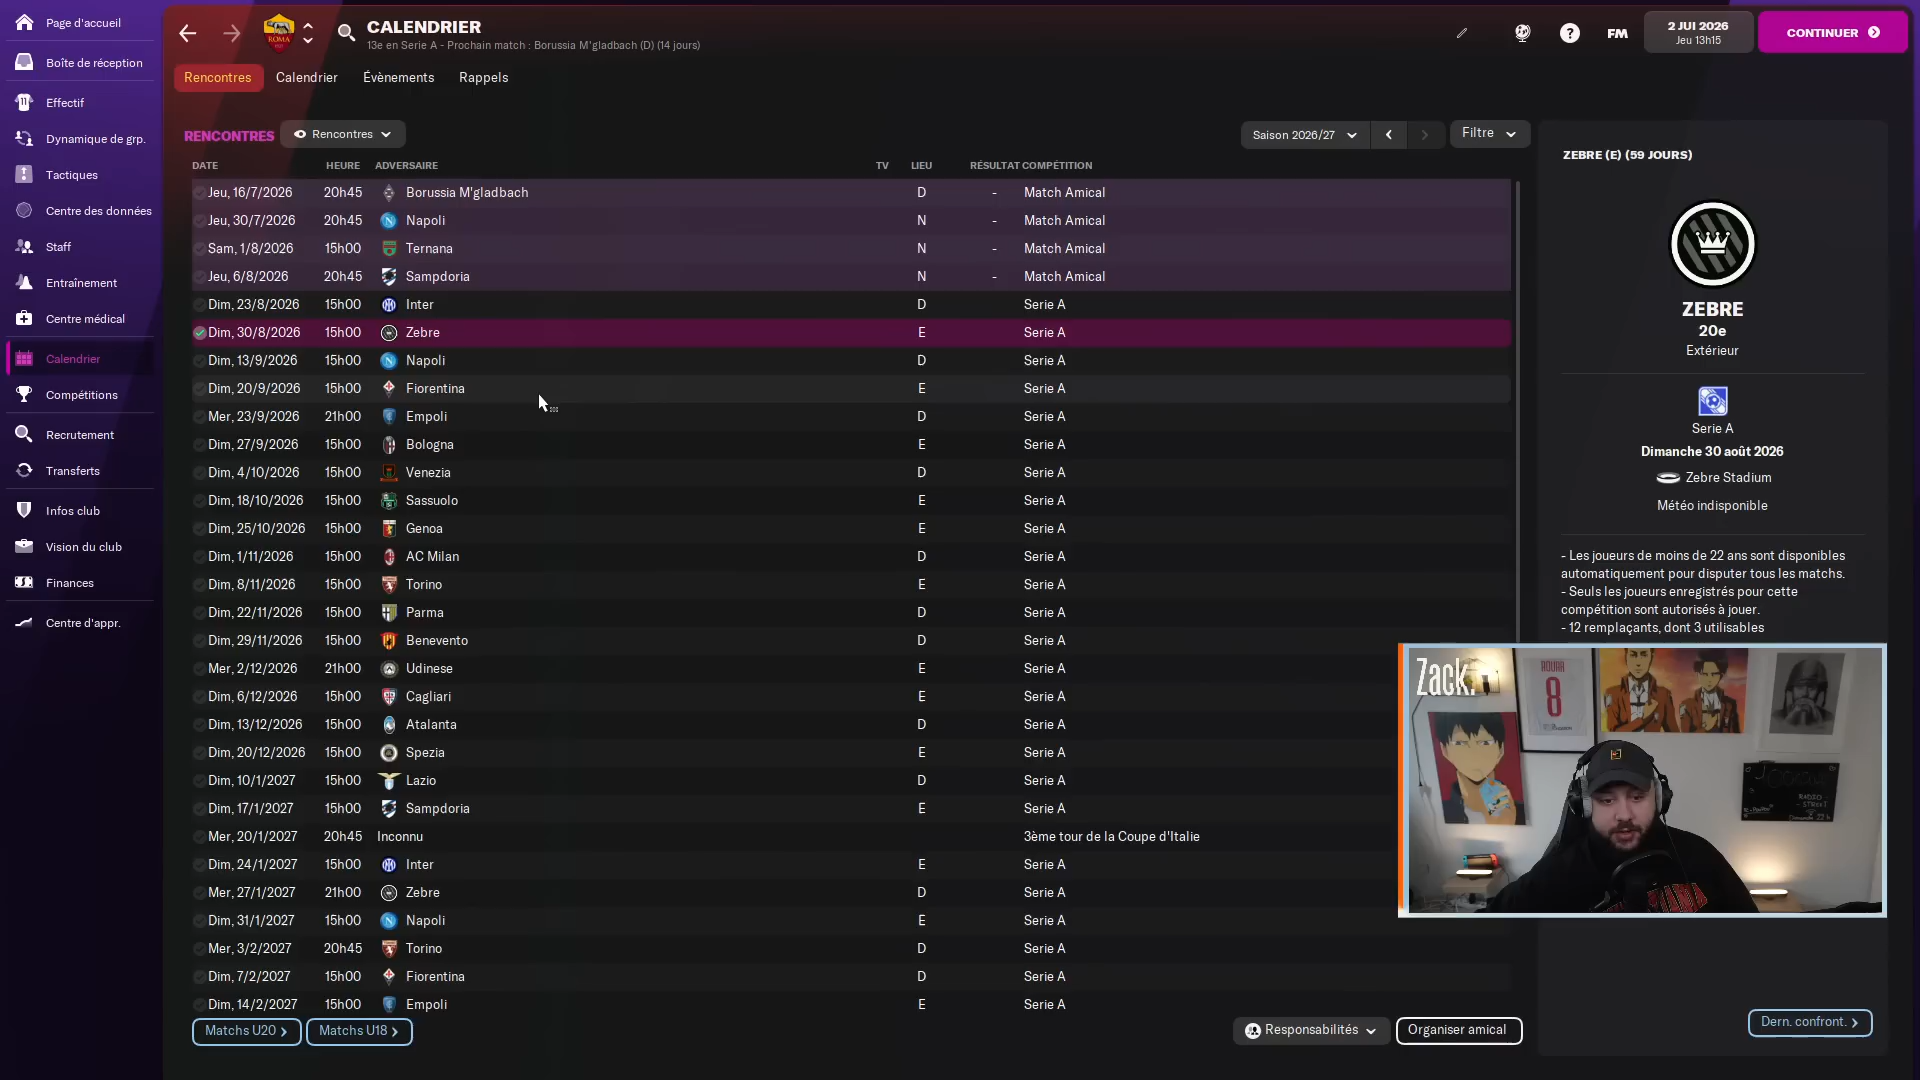 Page d'accueil
Boîte de réception
Effectif
Dynamique de grp.
Tactiques
Centre des données
Staff
Entraînement
Centre médical
Calendrier
Compétitions
Recrutement
Transferts
Infos club
Vision du club
Finances
Centre d'appr.
CALENDRIER
13e en Serie A - Prochain match : Borussia M'gladbach (D) (14 jours)
FM
2 JUI 2026
Jeu 13h15
CONTINUER
Rencontres Calendrier Évènements Rappels
RENCONTRES Rencontres Saison 2026/27 Filtre
DATE HEURE ADVERSAIRE TV LIEU RÉSULTAT COMPÉTITION
Jeu, 16/7/2026 20h45 Borussia M'gladbach D - Match Amical
Jeu, 30/7/2026 20h45 Napoli N - Match Amical
Sam, 1/8/2026 15h00 Ternana N - Match Amical
Jeu, 6/8/2026 20h45 Sampdoria N - Match Amical
Dim, 23/8/2026 15h00 Inter D Serie A
Dim, 30/8/2026 15h00 Zebre E Serie A
Dim, 13/9/2026 15h00 Napoli D Serie A
Dim, 20/9/2026 15h00 Fiorentina E Serie A
Mer, 23/9/2026 21h00 Empoli D Serie A
Dim, 27/9/2026 15h00 Bologna E Serie A
Dim, 4/10/2026 15h00 Venezia D Serie A
Dim, 18/10/2026 15h00 Sassuolo E Serie A
Dim, 25/10/2026 15h00 Genoa E Serie A
Dim, 1/11/2026 15h00 AC Milan D Serie A
Dim, 8/11/2026 15h00 Torino E Serie A
Dim, 22/11/2026 15h00 Parma D Serie A
Dim, 29/11/2026 15h00 Benevento D Serie A
Mer, 2/12/2026 21h00 Udinese E Serie A
Dim, 6/12/2026 15h00 Cagliari E Serie A
Dim, 13/12/2026 15h00 Atalanta D Serie A
Dim, 20/12/2026 15h00 Spezia E Serie A
Dim, 10/1/2027 15h00 Lazio D Serie A
Dim, 17/1/2027 15h00 Sampdoria E Serie A
Mer, 20/1/2027 20h45 Inconnu 3ème tour de la Coupe d'Italie
Dim, 24/1/2027 15h00 Inter E Serie A
Mer, 27/1/2027 21h00 Zebre D Serie A
Dim, 31/1/2027 15h00 Napoli E Serie A
Mer, 3/2/2027 20h45 Torino D Serie A
Dim, 7/2/2027 15h00 Fiorentina D Serie A
Dim, 14/2/2027 15h00 Empoli E Serie A
Matchs U20 Matchs U18 Responsabilités Organiser amical
ZEBRE (E) (59 JOURS)
ZEBRE
20e
Extérieur
Serie A
Dimanche 30 août 2026
Zebre Stadium
Météo indisponible
- Les joueurs de moins de 22 ans sont disponibles
automatiquement pour disputer tous les matchs.
- Seuls les joueurs enregistrés pour cette
compétition sont autorisés à jouer.
- 12 remplaçants, dont 3 utilisables
Zack.
8
Dern. confront.